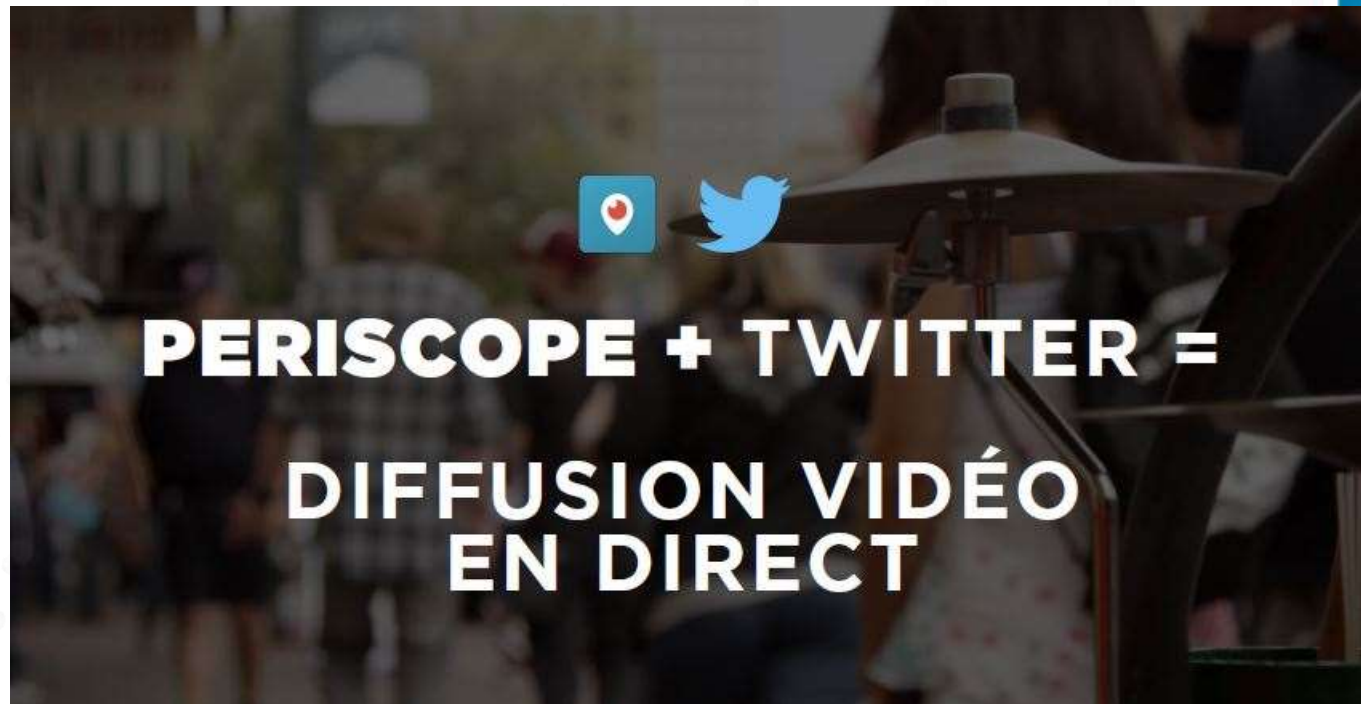 PERISCOPE + TWITTER =
DIFFUSION VIDÉO
EN DIRECT